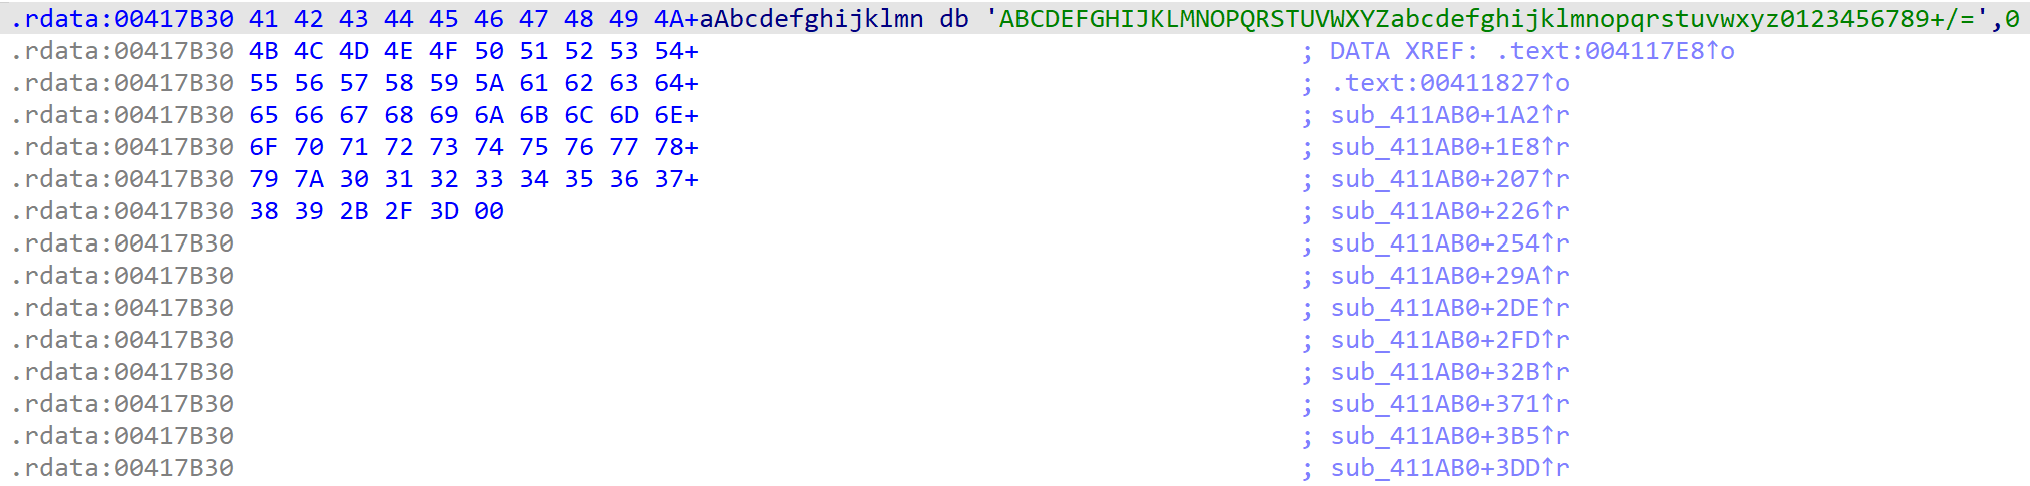 .rdata:00417B30 41 42 43 44 45 46 47 48 49 4A+aAbcdefghijklmn db 'ABCDEFGHIJKLMNOPQRSTUVWXYZabcdefghijklmnopqrstuvwxyz0123456789+/=',0
.rdata:00417B30 4B 4C 4D 4E 4F 50 51 52 53 54+ ; DATA XREF: .text:004117E8↑o
.rdata:00417B30 55 56 57 58 59 5A 61 62 63 64+ ; .text:00411827↑o
.rdata:00417B30 65 66 67 68 69 6A 6B 6C 6D 6E+ ; sub_411AB0+1A2↑r
.rdata:00417B30 6F 70 71 72 73 74 75 76 77 78+ ; sub_411AB0+1E8↑r
.rdata:00417B30 79 7A 30 31 32 33 34 35 36 37+ ; sub_411AB0+207↑r
.rdata:00417B30 38 39 2B 2F 3D 00 ; sub_411AB0+226↑r
.rdata:00417B30 ; sub_411AB0+254↑r
.rdata:00417B30 ; sub_411AB0+29A↑r
.rdata:00417B30 ; sub_411AB0+2DE↑r
.rdata:00417B30 ; sub_411AB0+2FD↑r
.rdata:00417B30 ; sub_411AB0+32B↑r
.rdata:00417B30 ; sub_411AB0+371↑r
.rdata:00417B30 ; sub_411AB0+3B5↑r
.rdata:00417B30 ; sub_411AB0+3DD↑r